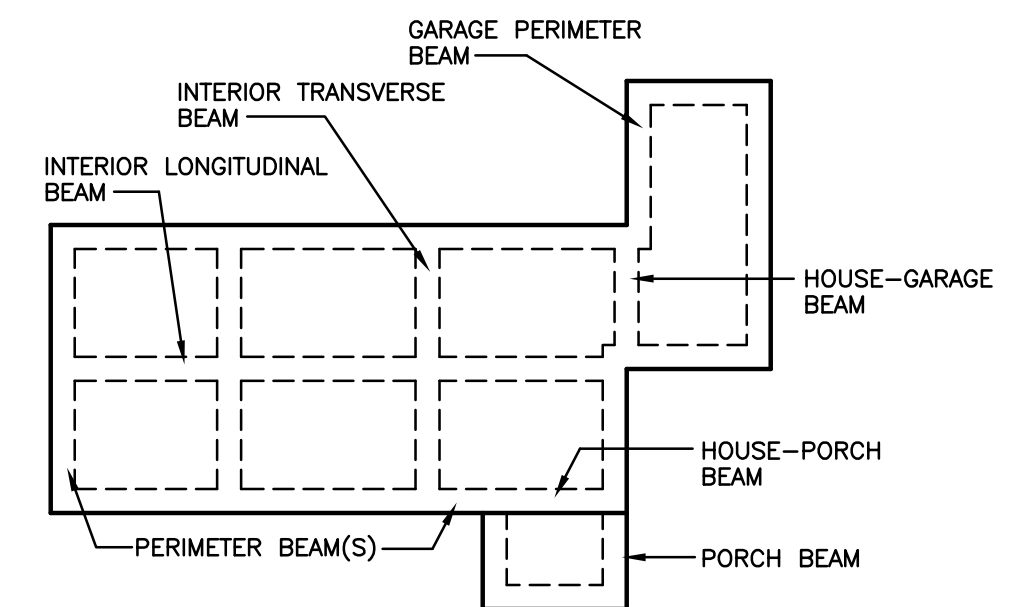 GARAGE PERIMETER
BEAM
INTERIOR TRANSVERSE
BEAM
INTERIOR LONGITUDINAL
BEAM
HOUSE-GARAGE
BEAM
HOUSE-PORCH
BEAM
PERIMETER BEAM(S)
PORCH BEAM